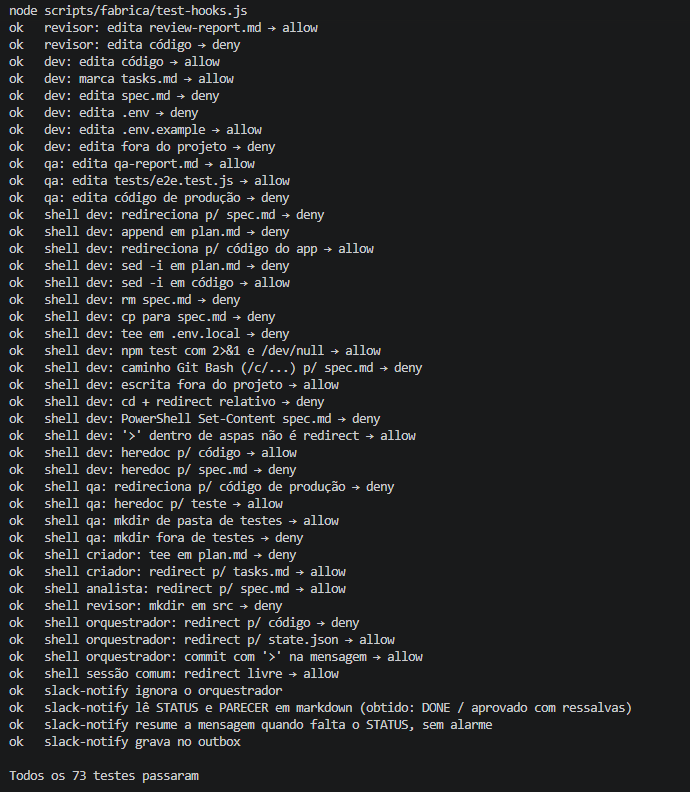 node scripts/fabrica/test-hooks.js
ok   revisor: edita review-report.md → allow
ok   revisor: edita código → deny
ok   dev: edita código → allow
ok   dev: marca tasks.md → allow
ok   dev: edita spec.md → deny
ok   dev: edita .env → deny
ok   dev: edita .env.example → allow
ok   dev: edita fora do projeto → deny
ok   qa: edita qa-report.md → allow
ok   qa: edita tests/e2e.test.js → allow
ok   qa: edita código de produção → deny
ok   shell dev: redireciona p/ spec.md → deny
ok   shell dev: append em plan.md → deny
ok   shell dev: redireciona p/ código do app → allow
ok   shell dev: sed -i em plan.md → deny
ok   shell dev: sed -i em código → allow
ok   shell dev: rm spec.md → deny
ok   shell dev: cp para spec.md → deny
ok   shell dev: tee em .env.local → deny
ok   shell dev: npm test com 2>&1 e /dev/null → allow
ok   shell dev: caminho Git Bash (/c/...) p/ spec.md → deny
ok   shell dev: escrita fora do projeto → allow
ok   shell dev: cd + redirect relativo → deny
ok   shell dev: PowerShell Set-Content spec.md → deny
ok   shell dev: '>' dentro de aspas não é redirect → allow
ok   shell dev: heredoc p/ código → allow
ok   shell dev: heredoc p/ spec.md → deny
ok   shell qa: redireciona p/ código de produção → deny
ok   shell qa: heredoc p/ teste → allow
ok   shell qa: mkdir de pasta de testes → allow
ok   shell qa: mkdir fora de testes → deny
ok   shell criador: tee em plan.md → deny
ok   shell criador: redirect p/ tasks.md → allow
ok   shell analista: redirect p/ spec.md → allow
ok   shell revisor: mkdir em src → deny
ok   shell orquestrador: redirect p/ código → deny
ok   shell orquestrador: redirect p/ state.json → allow
ok   shell orquestrador: commit com '>' na mensagem → allow
ok   shell sessão comum: redirect livre → allow
ok   slack-notify ignora o orquestrador
ok   slack-notify lê STATUS e PARECER em markdown (obtido: DONE / aprovado com ressalvas)
ok   slack-notify resume a mensagem quando falta o STATUS, sem alarme
ok   slack-notify grava no outbox
Todos os 73 testes passaram